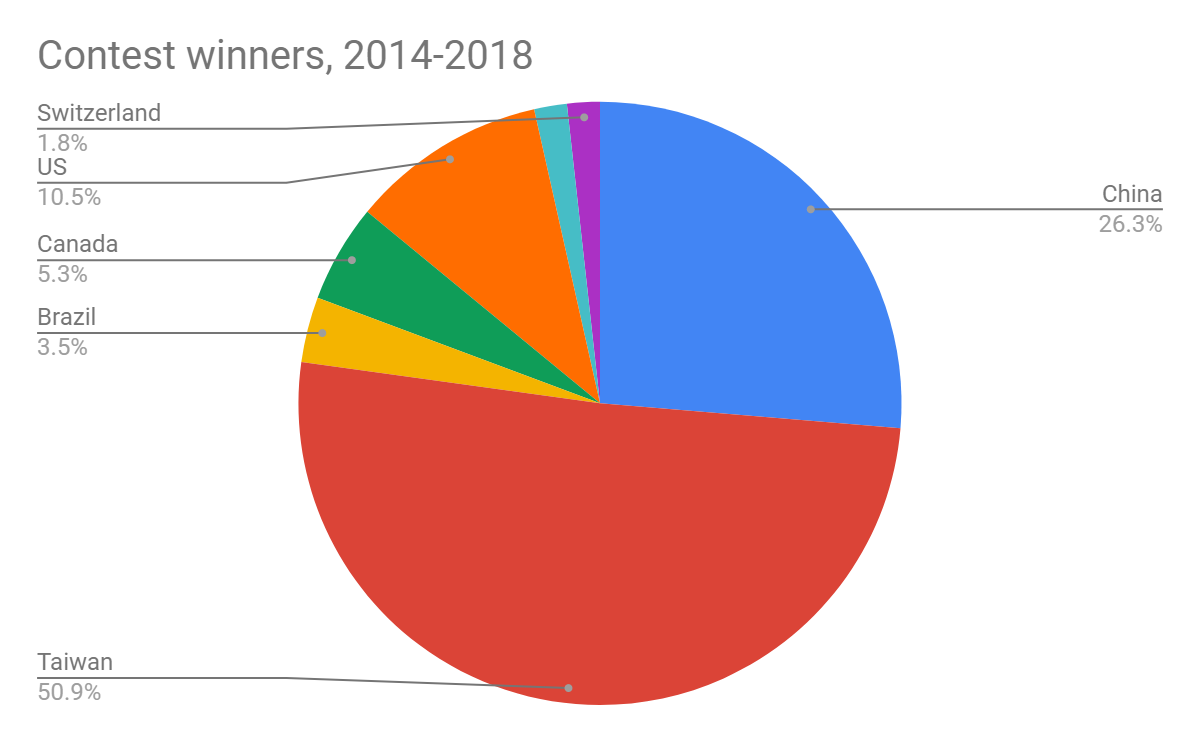 Contest winners, 2014-2018
Switzerland
1.8%
US
10.5%
Canada
5.3%
Brazil
3.5%
Taiwan
50.9%
China
26.3%